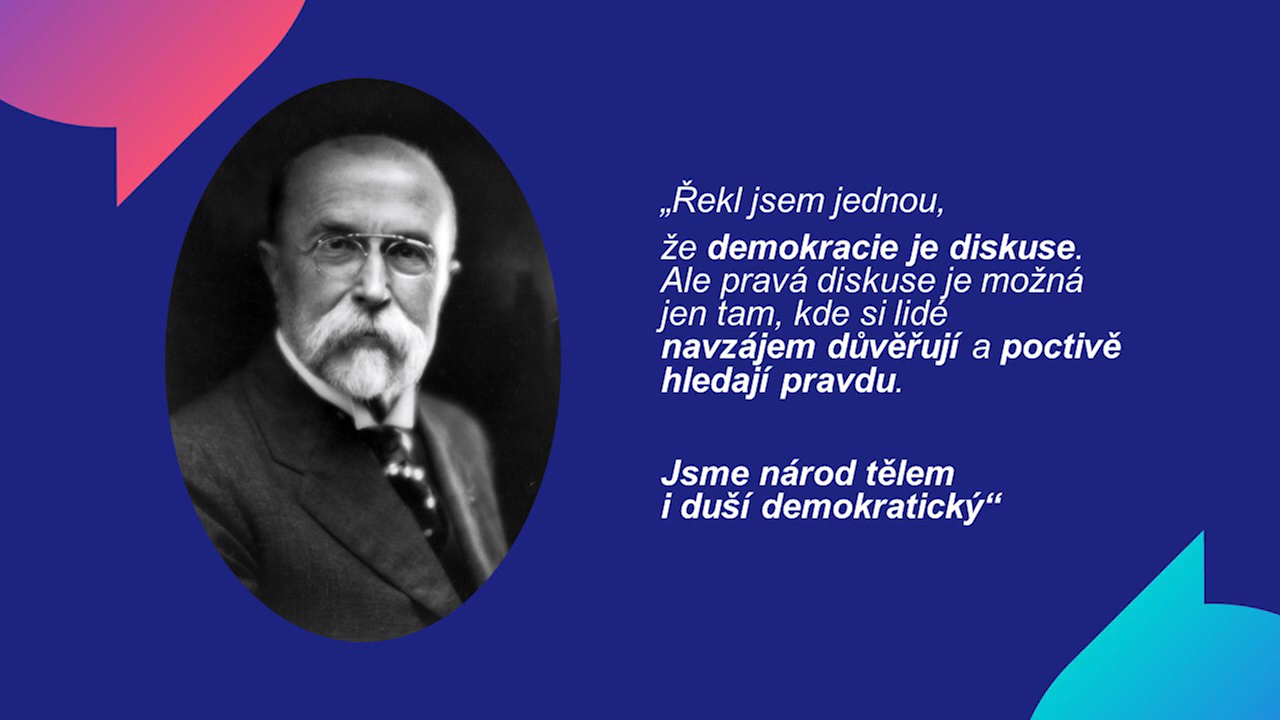 „Řekl jsem jednou,
že demokracie je diskuse.
Ale pravá diskuse je možná
jen tam, kde si lidé
navzájem důvěřují a poctivě
hledají pravdu.
Jsme národ tělem
i duší demokratický“